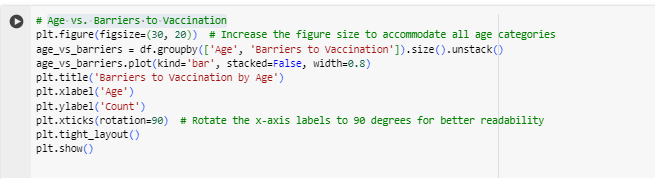 # Age vs. Barriers to Vaccination
plt.figure(figsize=(30, 20))  # Increase the figure size to accommodate all age categories
age_vs_barriers = df.groupby(['Age', 'Barriers to Vaccination']).size().unstack()
age_vs_barriers.plot(kind='bar', stacked=False, width=0.8)
plt.title('Barriers to Vaccination by Age')
plt.xlabel('Age')
plt.ylabel('Count')
plt.xticks(rotation=90)  # Rotate the x-axis labels to 90 degrees for better readability
plt.tight_layout()
plt.show()